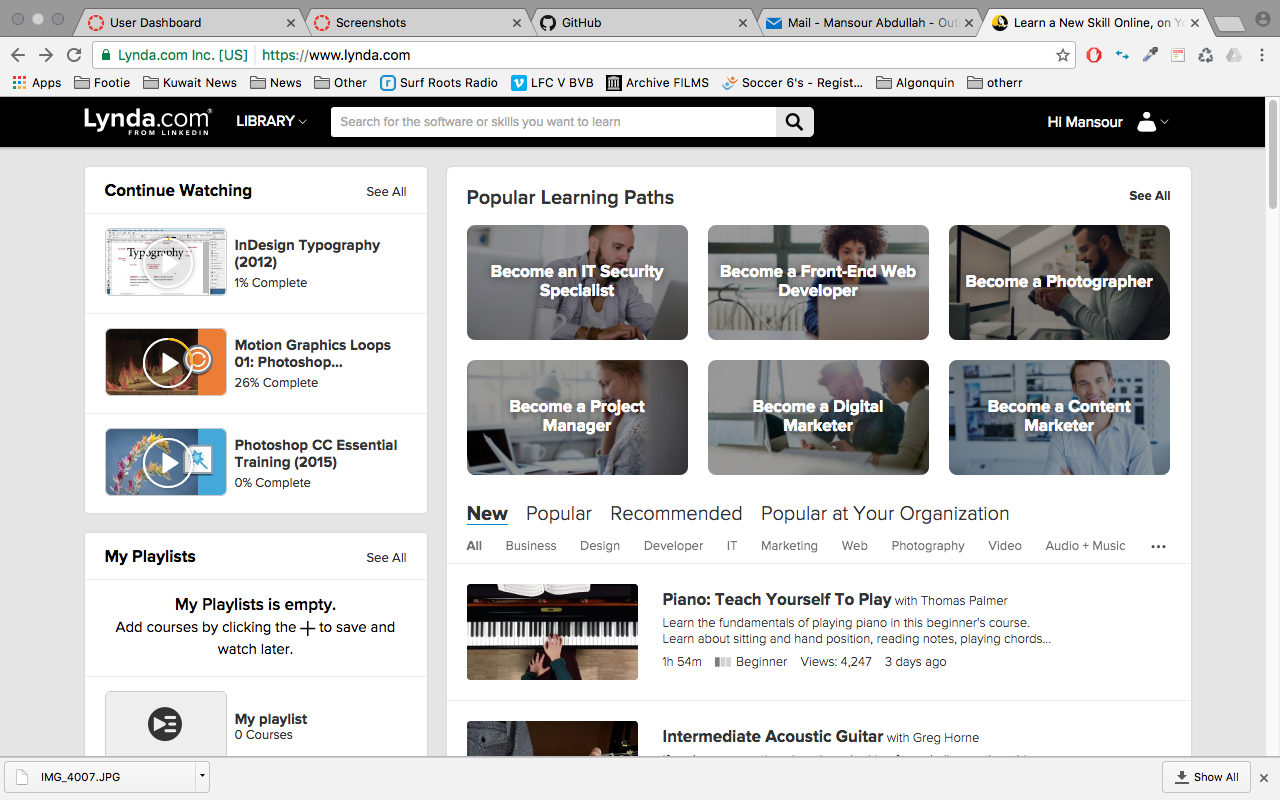 User Dashboard
Screenshots
GitHub
Mail - Mansour Abdullah - Out
Learn a New Skill Online, on Yo
Lynda.com Inc. [US]
https://www.lynda.com
Apps
Footie
Kuwait News
News
Other
Surf Roots Radio
LFC V BVB
Archive FILMS
Soccer 6's - Regist...
Algonquin
otherr
Lynda.com
FROM LINKEDIN
LIBRARY
Search for the software or skills you want to learn
Hi Mansour
Continue Watching
See All
Typography
InDesign Typography
(2012)
1% Complete
Motion Graphics Loops
01: Photoshop...
26% Complete
Photoshop CC Essential
Training (2015)
0% Complete
My Playlists
See All
My Playlists is empty.
Add courses by clicking the + to save and
watch later.
My playlist
0 Courses
Popular Learning Paths
See All
Become an IT Security
Specialist
Become a Front-End Web
Developer
Become a Photographer
Become a Project
Manager
Become a Digital
Marketer
Become a Content
Marketer
New
Popular
Recommended
Popular at Your Organization
All
Business
Design
Developer
IT
Marketing
Web
Photography
Video
Audio + Music
Piano: Teach Yourself To Play with Thomas Palmer
Learn the fundamentals of playing piano in this beginner's course.
Learn about sitting and hand position, reading notes, playing chords...
1h 54m
Beginner
Views: 4,247
3 days ago
Intermediate Acoustic Guitar with Greg Horne
IMG_4007.JPG
Show All